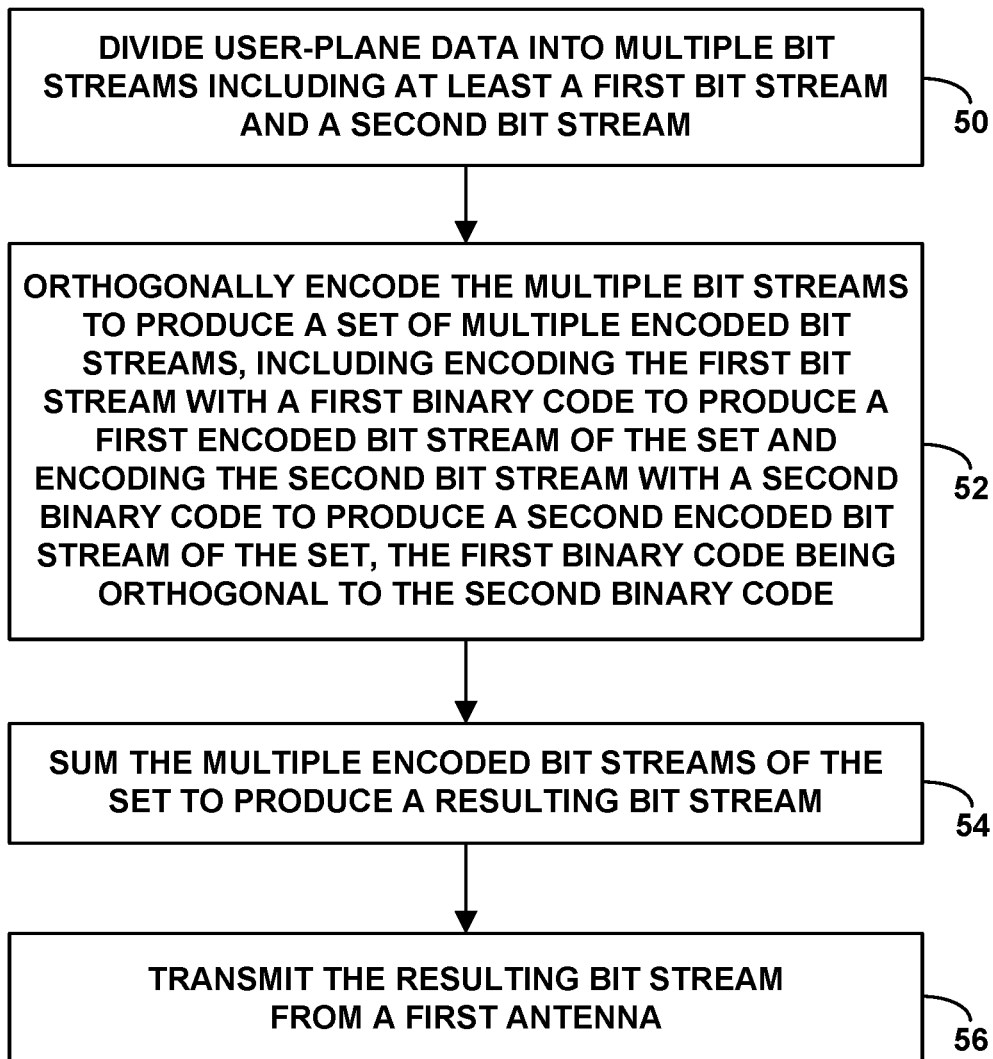 DIVIDE USER-PLANE DATA INTO MULTIPLE BIT
STREAMS INCLUDING AT LEAST A FIRST BIT STREAM
AND A SECOND BIT STREAM
50
ORTHOGONALLY ENCODE THE MULTIPLE BIT STREAMS
TO PRODUCE A SET OF MULTIPLE ENCODED BIT
STREAMS, INCLUDING ENCODING THE FIRST BIT
STREAM WITH A FIRST BINARY CODE TO PRODUCE A
FIRST ENCODED BIT STREAM OF THE SET AND
ENCODING THE SECOND BIT STREAM WITH A SECOND
BINARY CODE TO PRODUCE A SECOND ENCODED BIT
STREAM OF THE SET, THE FIRST BINARY CODE BEING
ORTHOGONAL TO THE SECOND BINARY CODE
52
SUM THE MULTIPLE ENCODED BIT STREAMS OF THE
SET TO PRODUCE A RESULTING BIT STREAM
54
TRANSMIT THE RESULTING BIT STREAM
FROM A FIRST ANTENNA
56